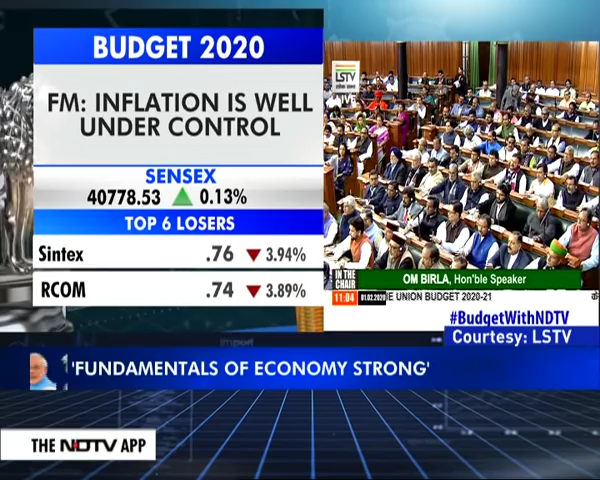 BUDGET 2020
FM: INFLATION IS WELL
UNDER CONTROL
SENSEX
40778.53 ▲ 0.13%
TOP 6 LOSERS
Sintex .76 ▼ 3.94%
RCOM .74 ▼ 3.89%
LSTV
IN THE
CHAIR
OM BIRLA, Hon'ble Speaker
11:04 01.02.2020 E UNION BUDGET 2020-21
#BudgetWithNDTV
Courtesy: LSTV
'FUNDAMENTALS OF ECONOMY STRONG'
THE NDTV APP